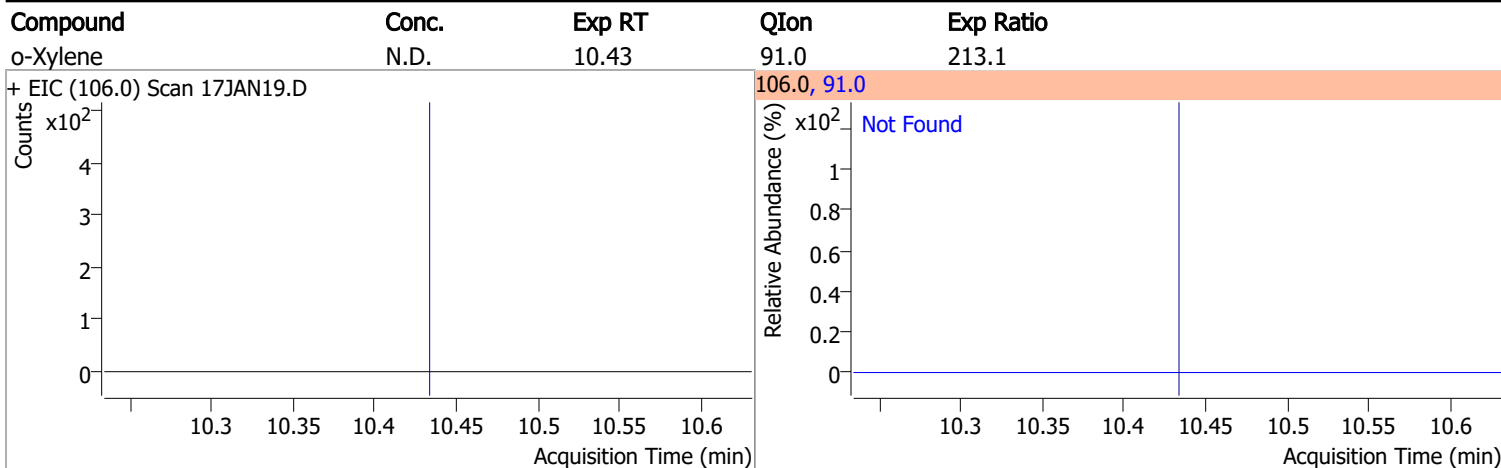 Compound Conc. Exp RT QIon Exp Ratio
o-Xylene N.D. 10.43 91.0 213.1
+ EIC (106.0) Scan 17JAN19.D
Counts
x10²
4
3
2
1
0
10.3 10.35 10.4 10.45 10.5 10.55 10.6
Acquisition Time (min)
106.0, 91.0
Relative Abundance (%)
x10²
Not Found
1
0.8
0.6
0.4
0.2
0
10.3 10.35 10.4 10.45 10.5 10.55 10.6
Acquisition Time (min)